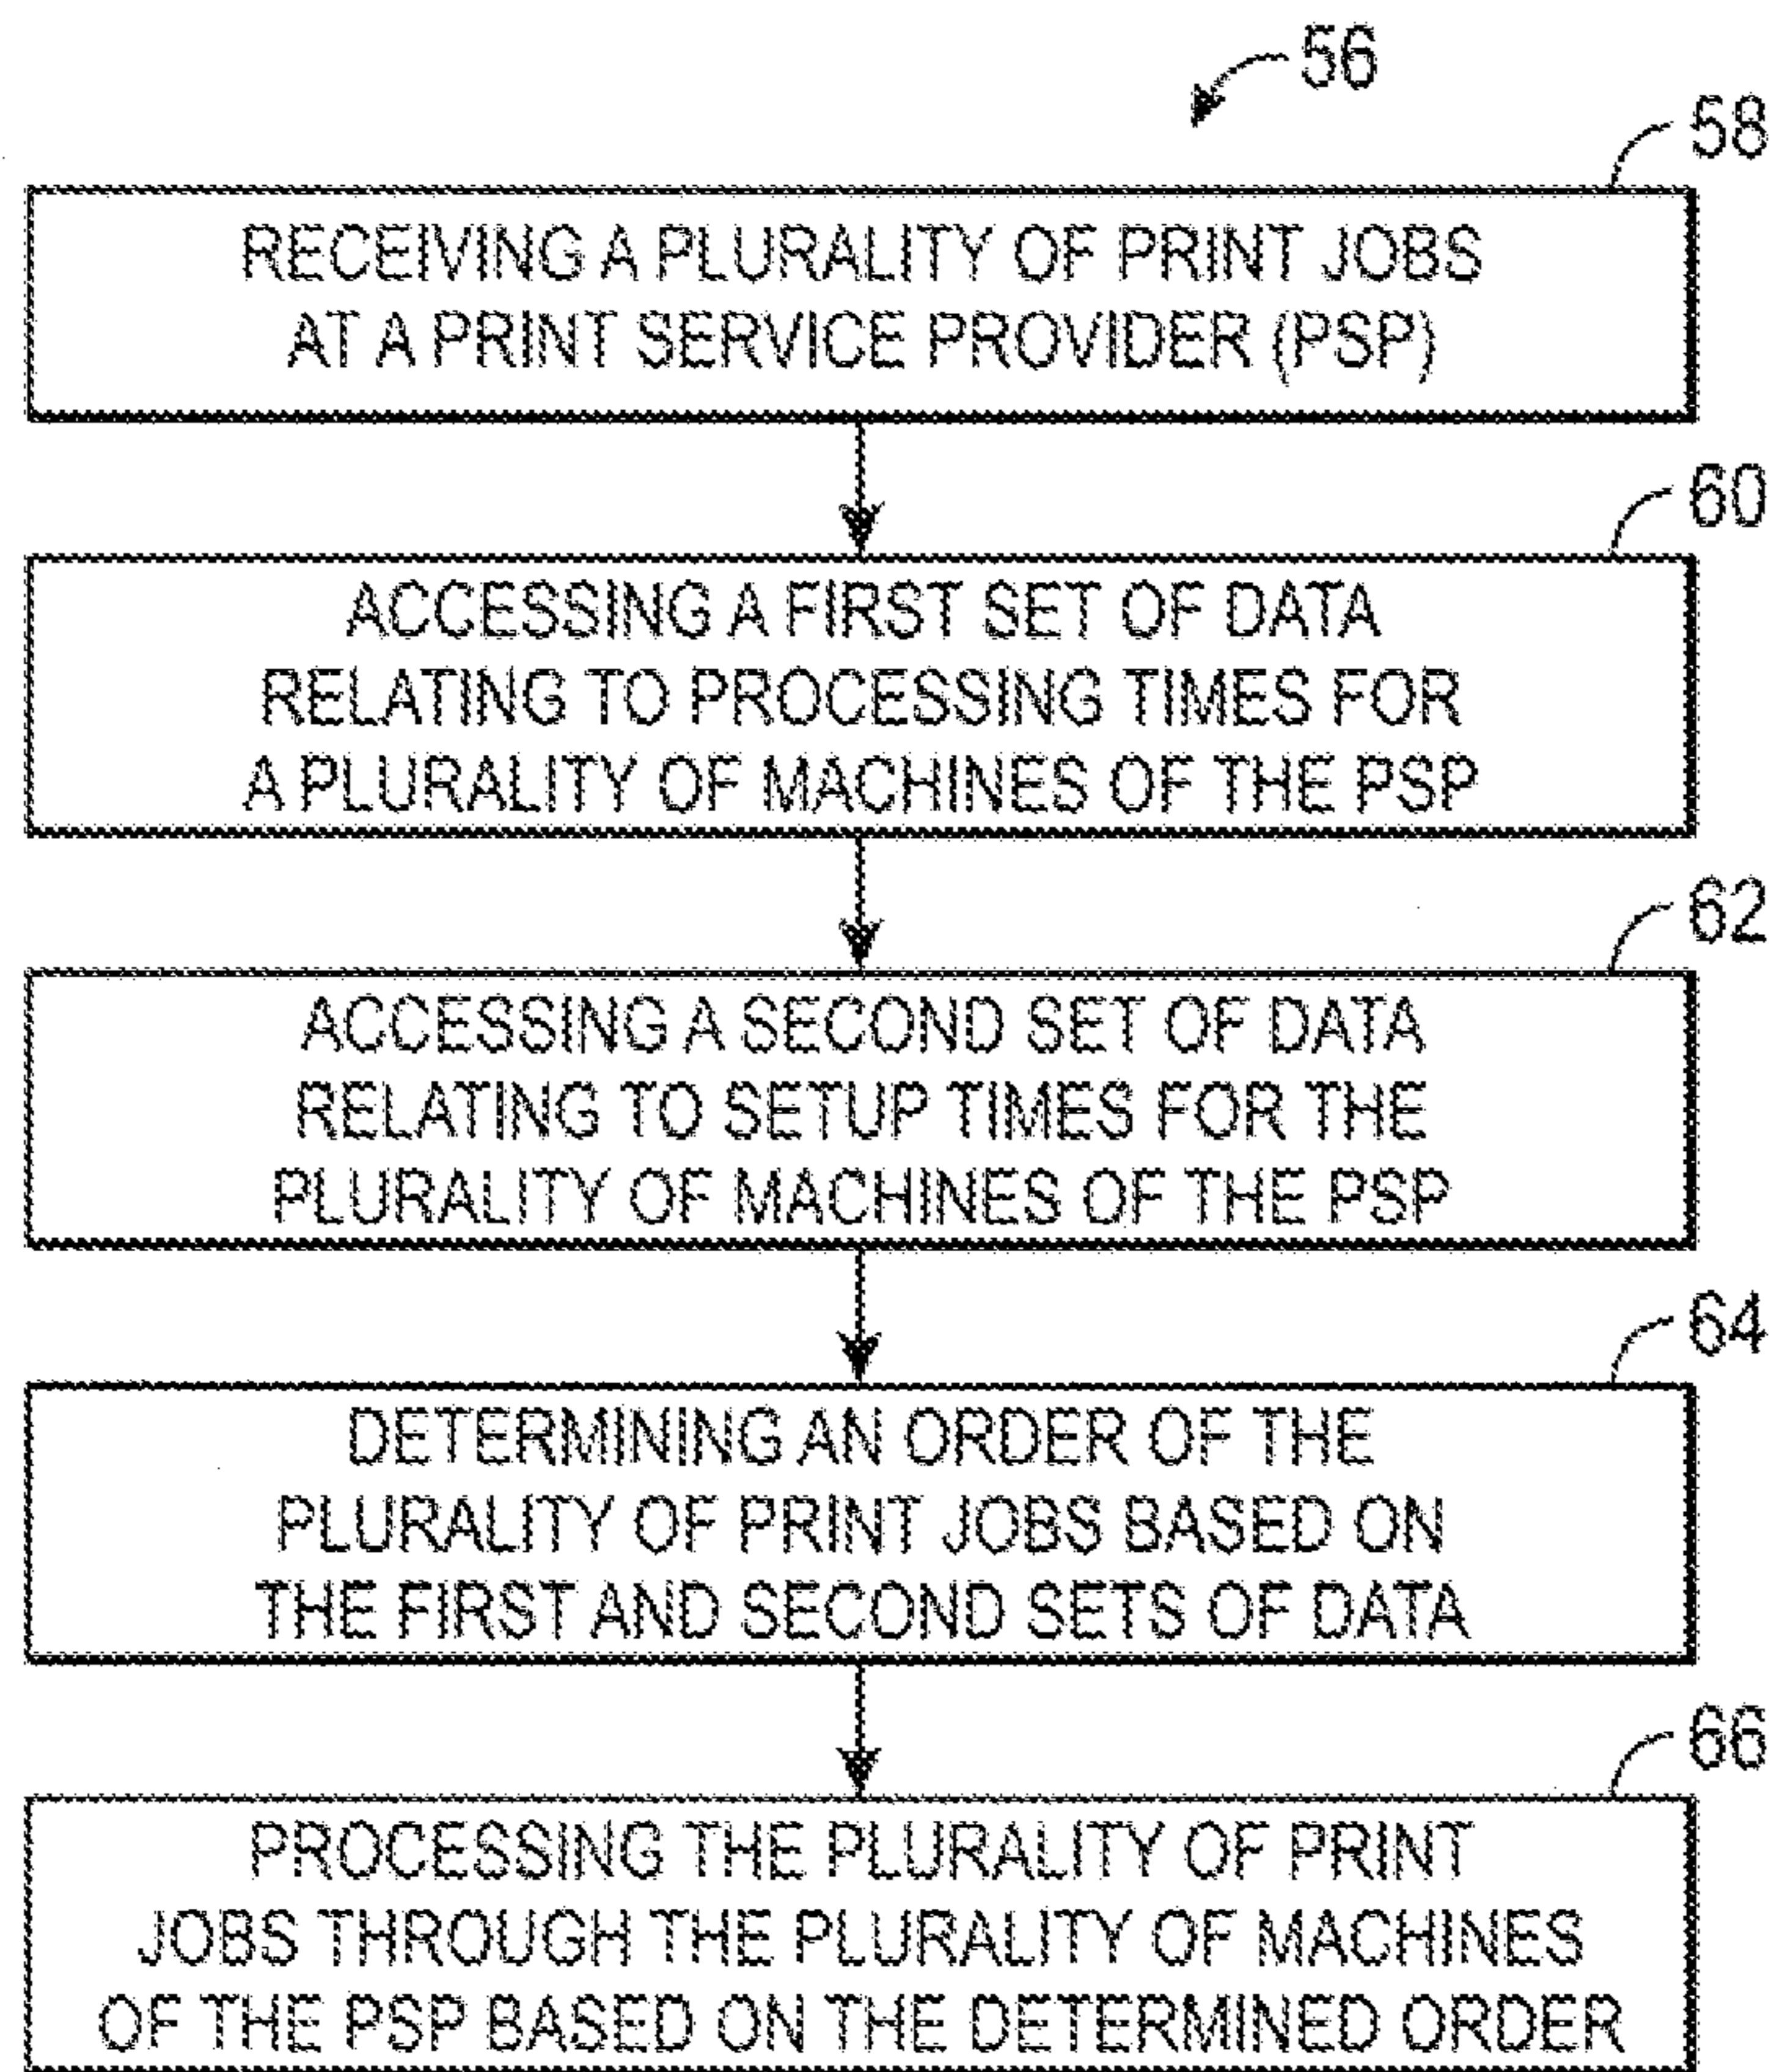 56
58
RECEIVING A PLURALITY OF PRINT JOBS
AT A PRINT SERVICE PROVIDER (PSP)
60
ACCESSING A FIRST SET OF DATA
RELATING TO PROCESSING TIMES FOR
A PLURALITY OF MACHINES OF THE PSP
62
ACCESSING A SECOND SET OF DATA
RELATING TO SETUP TIMES FOR THE
PLURALITY OF MACHINES OF THE PSP
64
DETERMINING AN ORDER OF THE
PLURALITY OF PRINT JOBS BASED ON
THE FIRST AND SECOND SETS OF DATA
66
PROCESSING THE PLURALITY OF PRINT
JOBS THROUGH THE PLURALITY OF MACHINES
OF THE PSP BASED ON THE DETERMINED ORDER